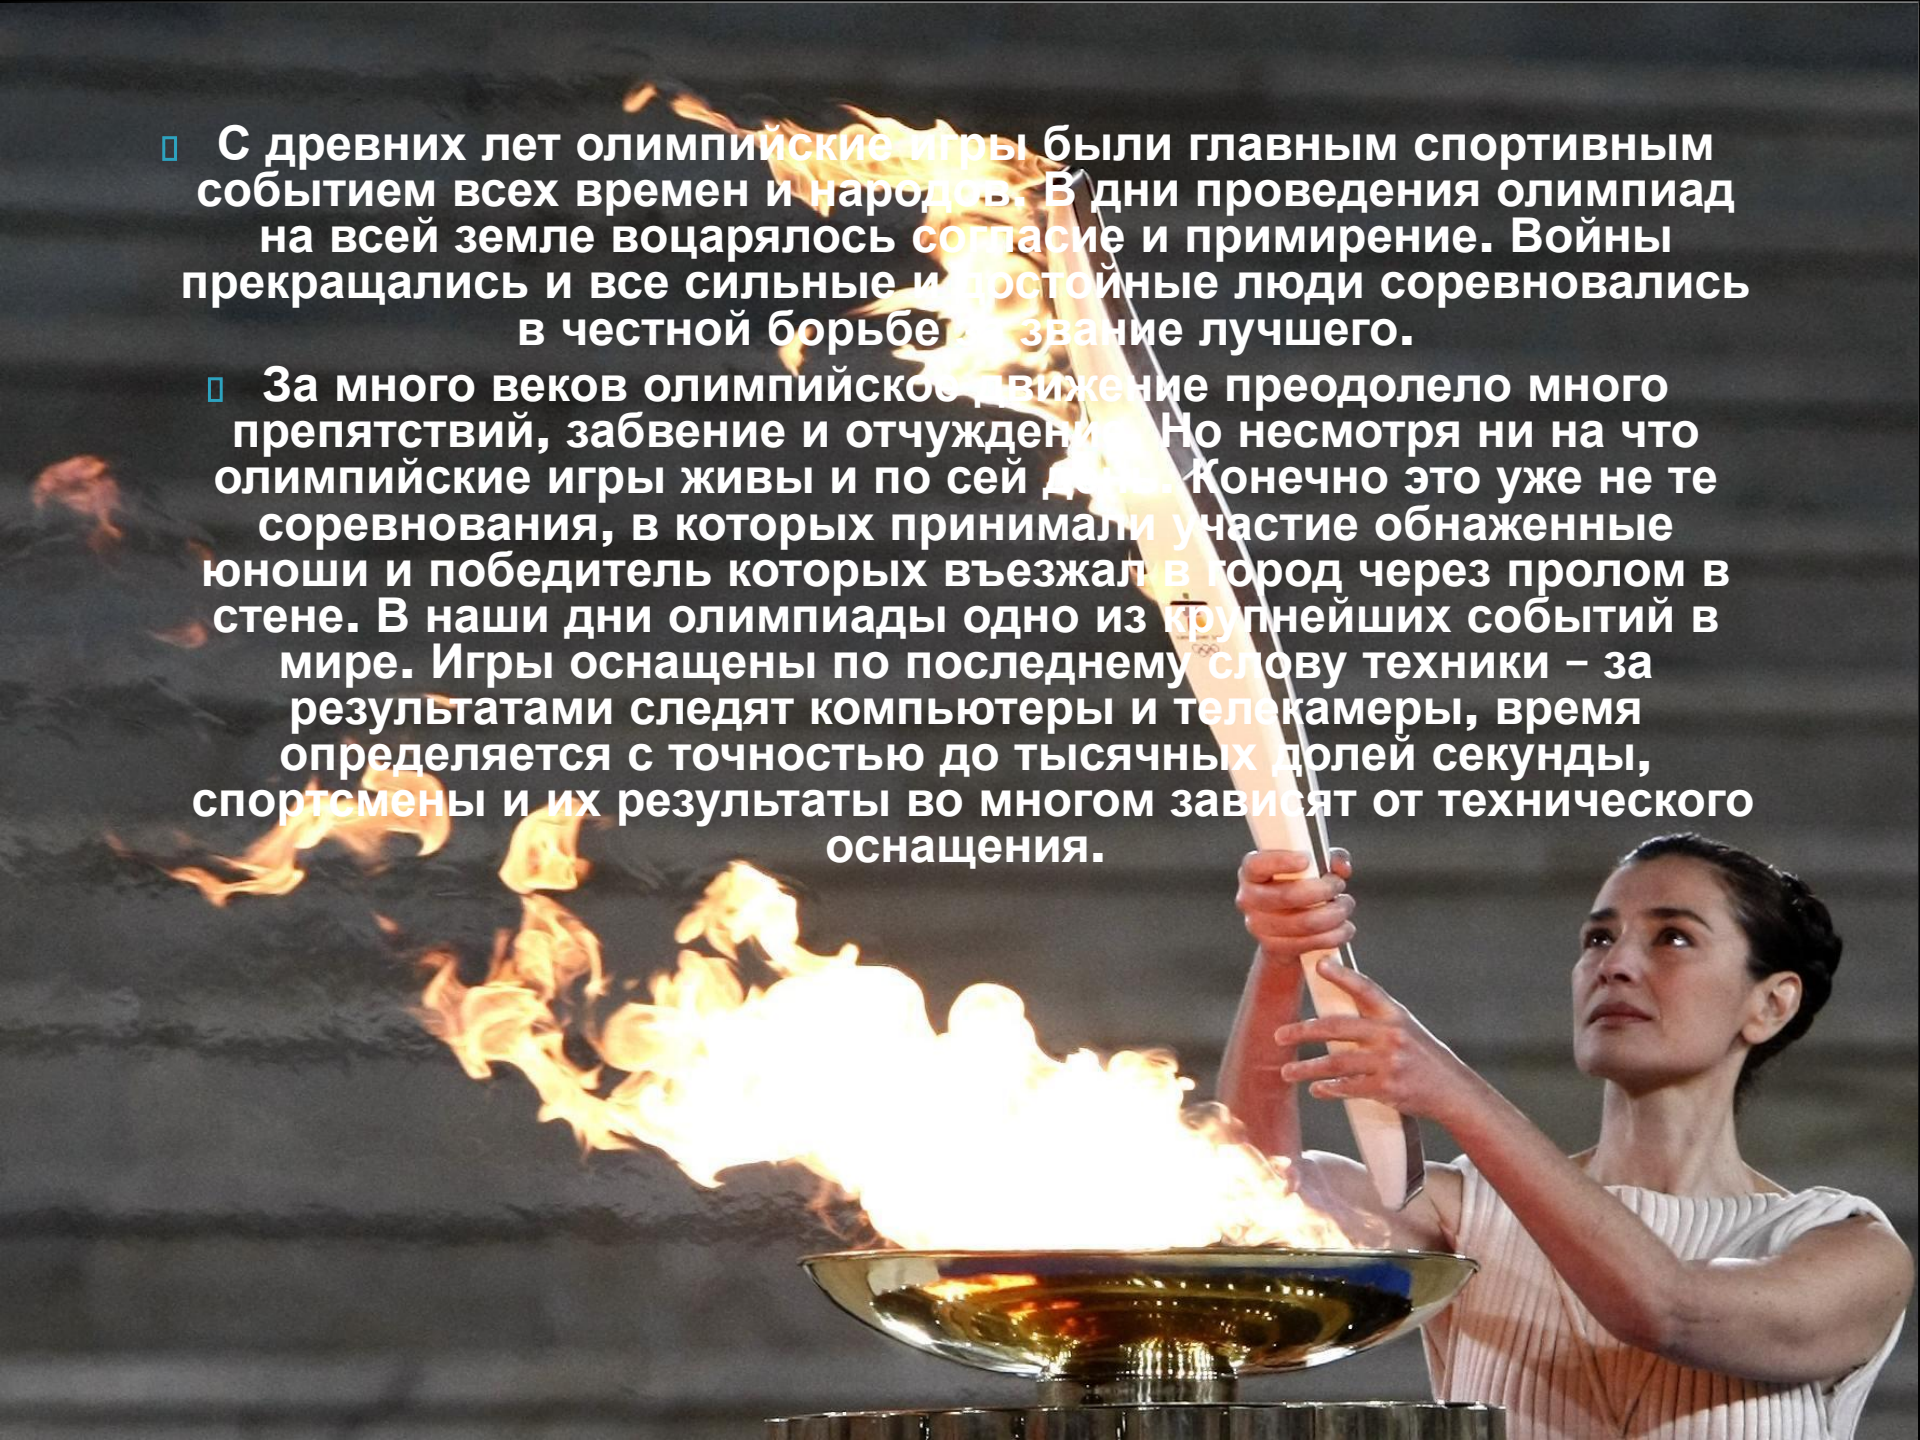 С древних лет олимпийские игры были главным спортивным
событием всех времен и народов. В дни проведения олимпиад
на всей земле воцарялось согласие и примирение. Войны
прекращались и все сильные и достойные люди соревновались
в честной борьбе за звание лучшего.
За много веков олимпийское движение преодолело много
препятствий, забвение и отчуждение. Но несмотря ни на что
олимпийские игры живы и по сей день. Конечно это уже не те
соревнования, в которых принимали участие обнаженные
юноши и победитель которых въезжал в город через пролом в
стене. В наши дни олимпиады одно из крупнейших событий в
мире. Игры оснащены по последнему слову техники – за
результатами следят компьютеры и телекамеры, время
определяется с точностью до тысячных долей секунды,
спортсмены и их результаты во многом зависят от технического
оснащения.